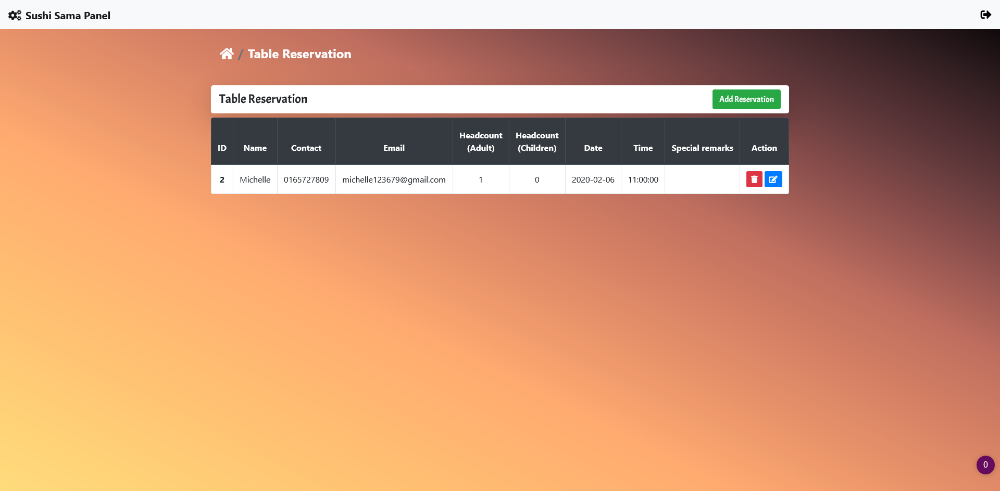 Sushi Sama Panel
/ Table Reservation
Table Reservation
Add Reservation
ID Name Contact Email Headcount (Adult) Headcount (Children) Date Time Special remarks Action
2 Michelle 0165727809 michelle123679@gmail.com 1 0 2020-02-06 11:00:00
0